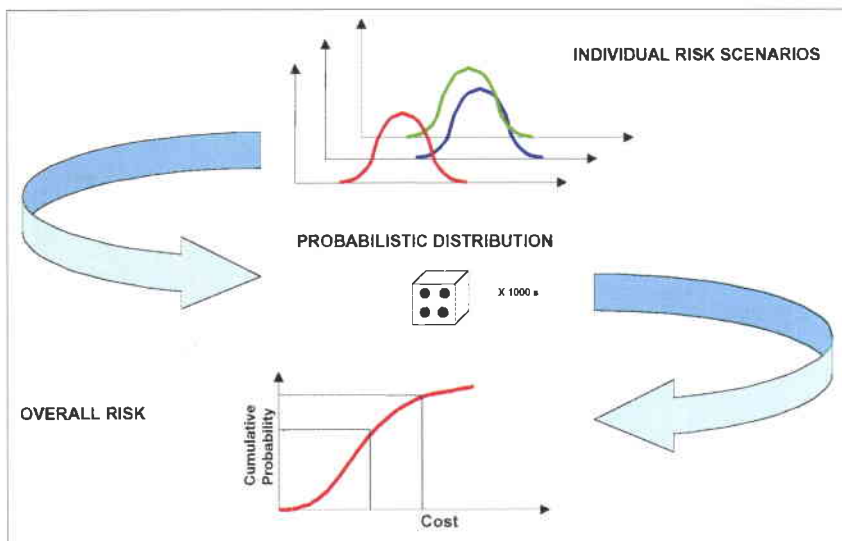 INDIVIDUAL RISK SCENARIOS
PROBABILISTIC DISTRIBUTION
X 1000 s
OVERALL RISK
Cumulative
Probability
Cost